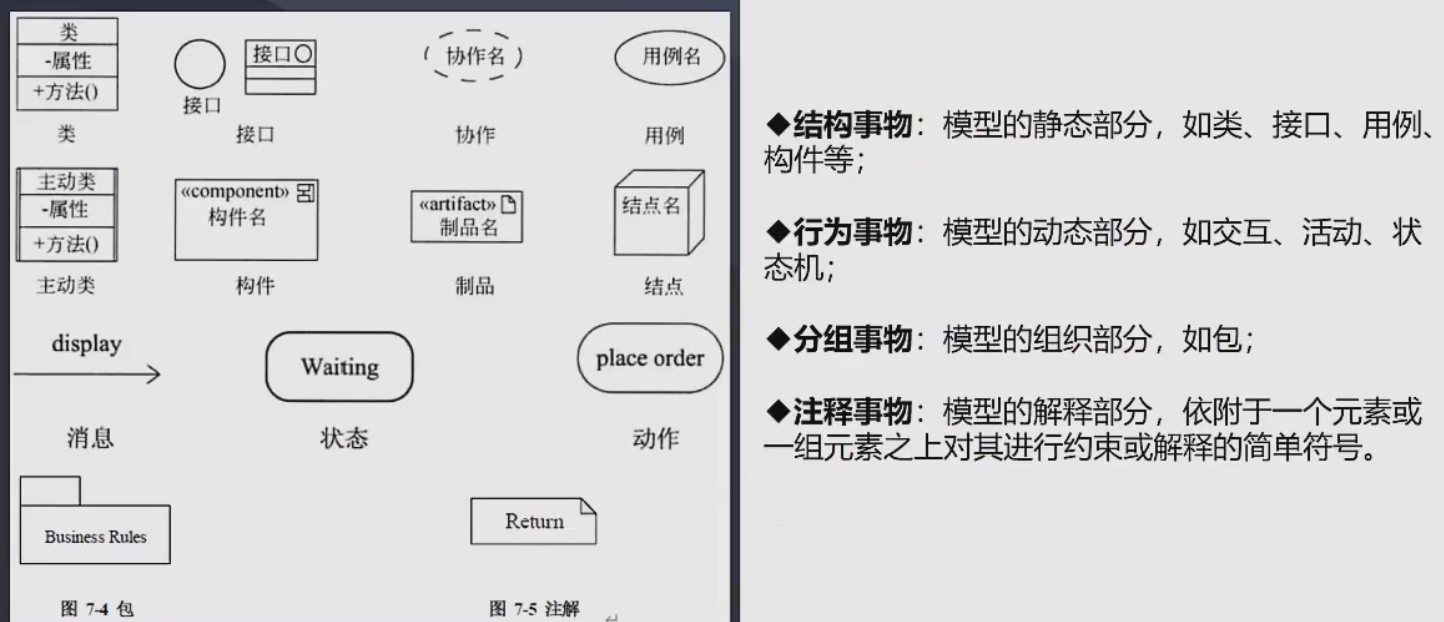 类
-属性
+方法()
类
接口
接口
接口
协作名
协作
用例名
用例
主动类
-属性
+方法()
主动类
«component»
构件名
构件
«artifact»
制品名
制品
结点名
结点
display
消息
Waiting
状态
place order
动作
Business Rules
图 7-4 包
Return
图 7-5 注解
◆结构事物：模型的静态部分，如类、接口、用例、
构件等；
◆行为事物：模型的动态部分，如交互、活动、状
态机；
◆分组事物：模型的组织部分，如包；
◆注释事物：模型的解释部分，依附于一个元素或
一组元素之上对其进行约束或解释的简单符号。